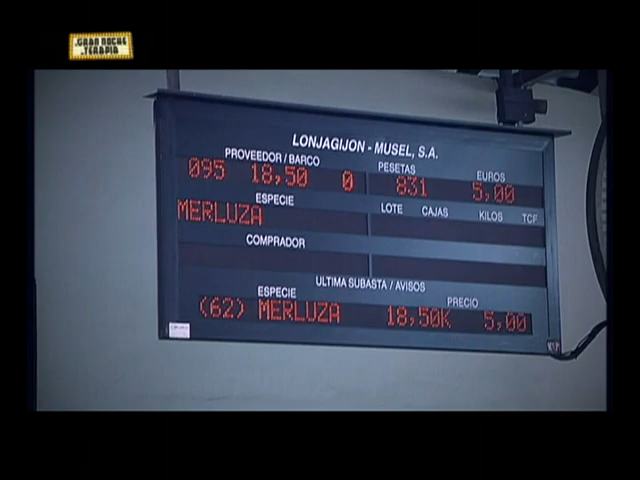 GRAN NOCHE
TERAPIA
LONJAGIJON - MUSEL, S.A.
PROVEEDOR / BARCO PESETAS EUROS
095 18,50 0 831 5,00
ESPECIE LOTE CAJAS KILOS TCF
MERLUZA
COMPRADOR
ULTIMA SUBASTA / AVISOS
ESPECIE PRECIO
(62) MERLUZA 18,50K 5,00